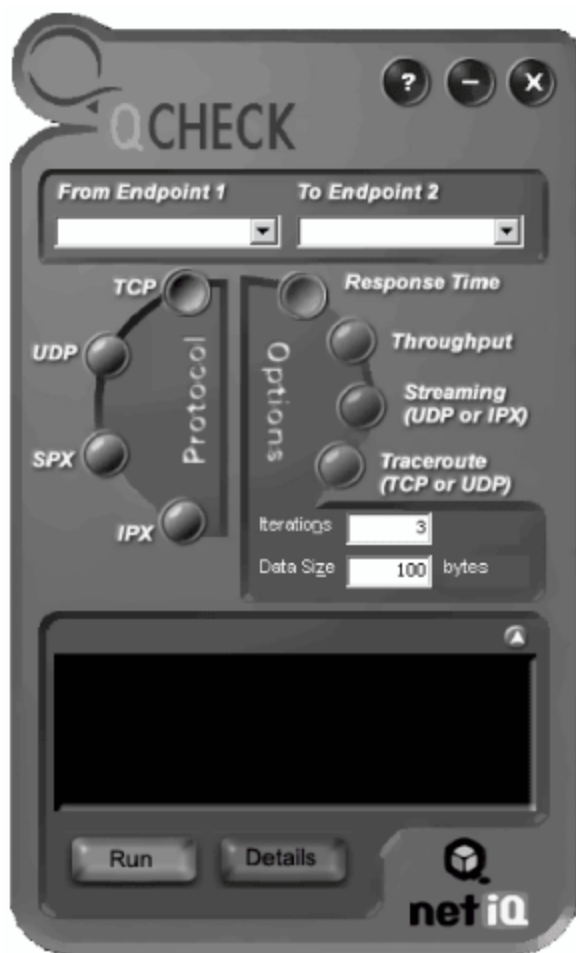 ? – X
QCHECK
From Endpoint 1
To Endpoint 2
TCP
UDP
SPX
IPX
Protocol
Options
Response Time
Throughput
Streaming
(UDP or IPX)
Traceroute
(TCP or UDP)
Iterations 3
Data Size 100 bytes
Run
Details
net iQ